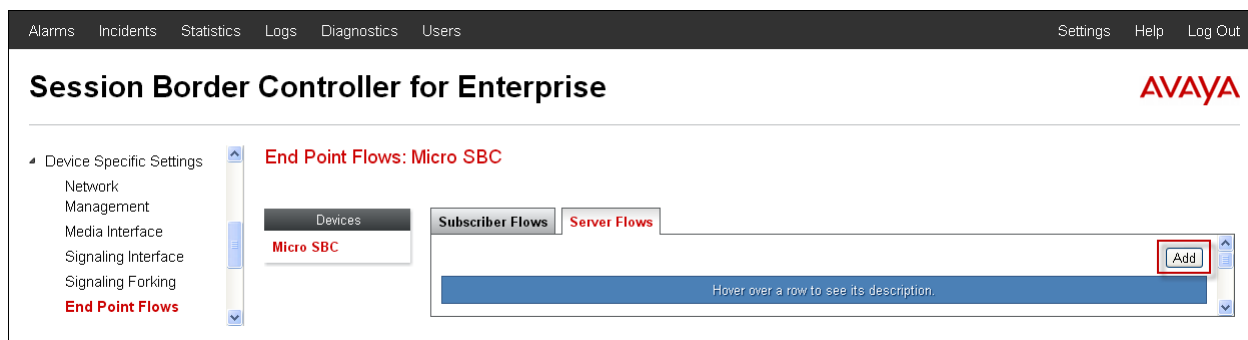 Alarms Incidents Statistics Logs Diagnostics Users Settings Help Log Out
Session Border Controller for Enterprise
AVAYA
Device Specific Settings
Network
Management
Media Interface
Signaling Interface
Signaling Forking
End Point Flows
End Point Flows: Micro SBC
Devices
Micro SBC
Subscriber Flows Server Flows
Add
Hover over a row to see its description.